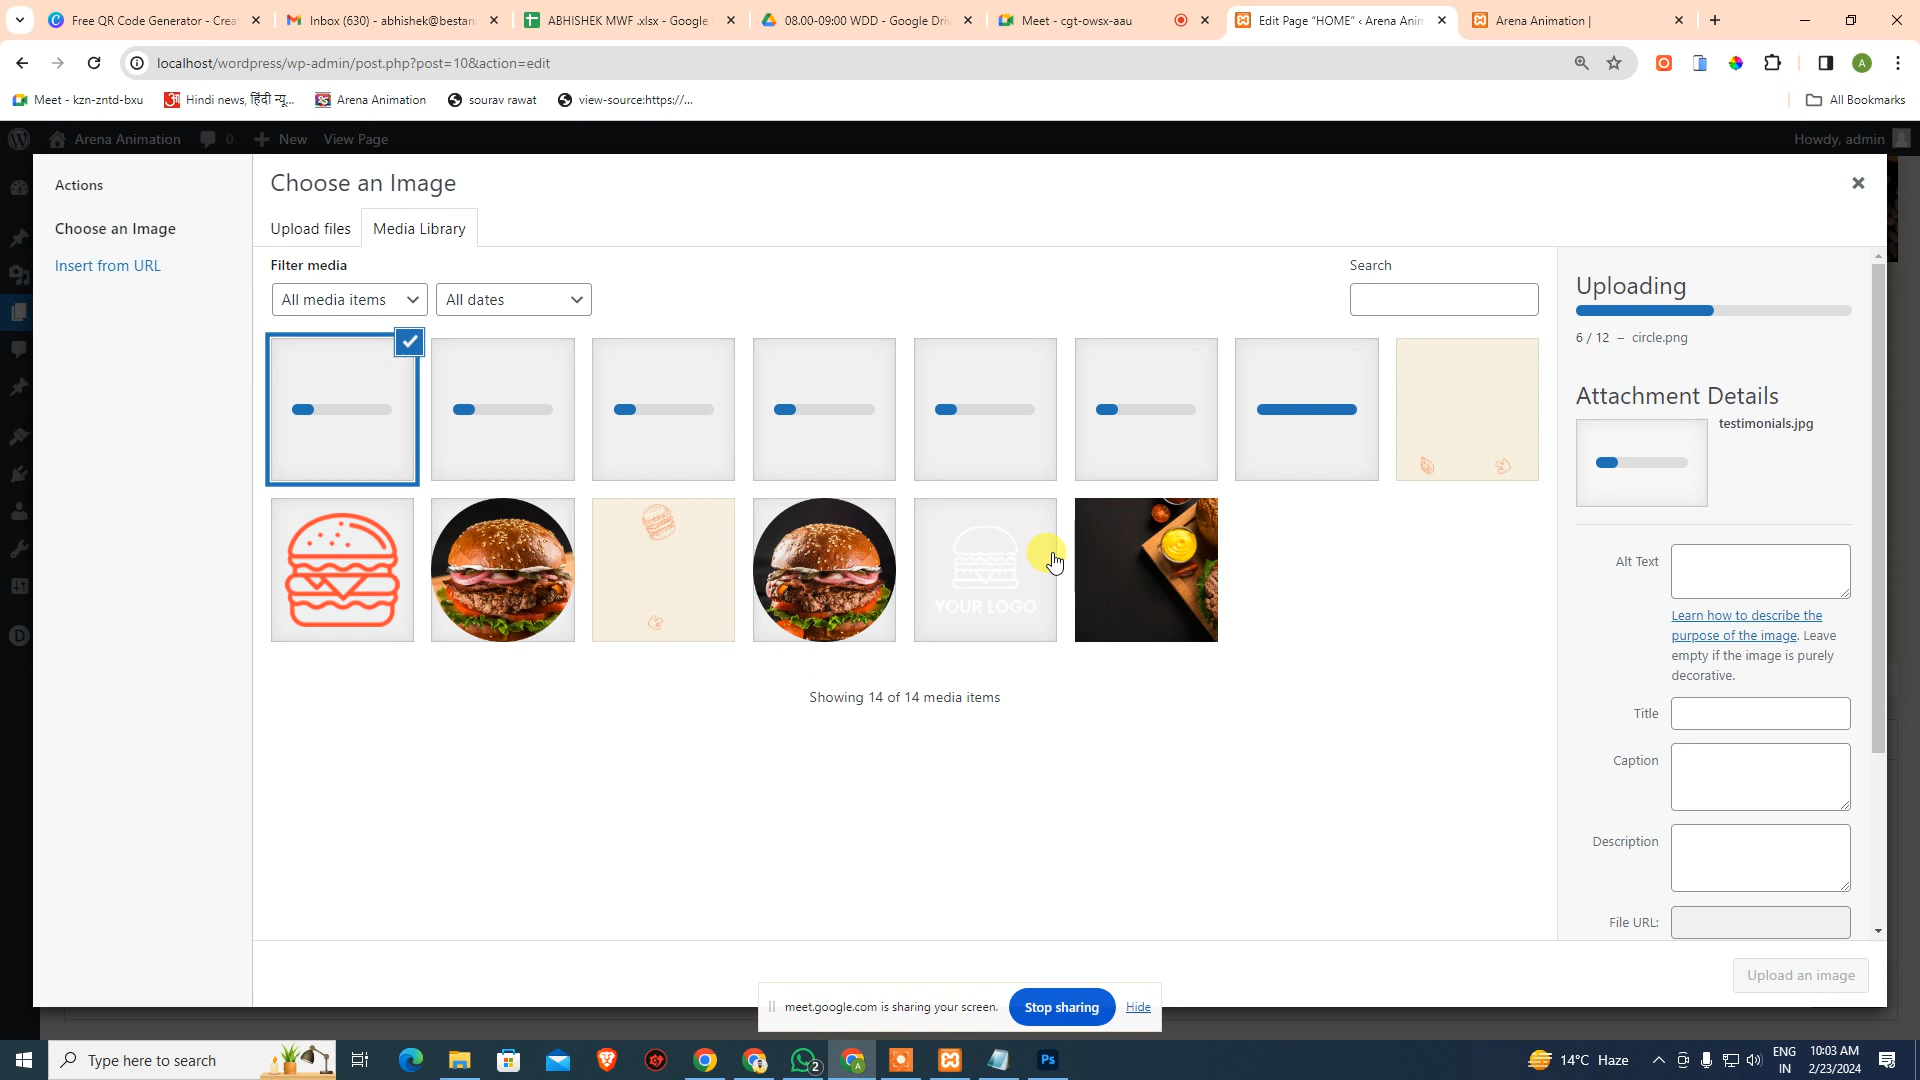 Free QR Code Generator - Crea
Inbox (630) - abhishek@bestani
ABHISHEK MWF .xlsx - Google S
08.00-09:00 WDD - Google Driv
Meet - cgt-owsx-aau
Edit Page “HOME” ‹ Arena Anim
Arena Animation |
localhost/wordpress/wp-admin/post.php?post=10&action=edit
A
Meet - kzn-zntd-bxu
Hindi news, हिंदी न्यू...
Arena Animation
sourav rawat
view-source:https://...
All Bookmarks
Arena Animation
0
New
View Page
Howdy, admin
Actions
Choose an Image
Insert from URL
Choose an Image
Upload files
Media Library
Filter media
All media items
All dates
Search
YOUR LOGO
Showing 14 of 14 media items
Uploading
6 / 12 – circle.png
Attachment Details
testimonials.jpg
Alt Text
Learn how to describe the
purpose of the image. Leave
empty if the image is purely
decorative.
Title
Caption
Description
File URL:
Upload an image
meet.google.com is sharing your screen.
Stop sharing
Hide
Type here to search
2
A
Ps
14°C Haze
ENG
IN
10:03 AM
2/23/2024